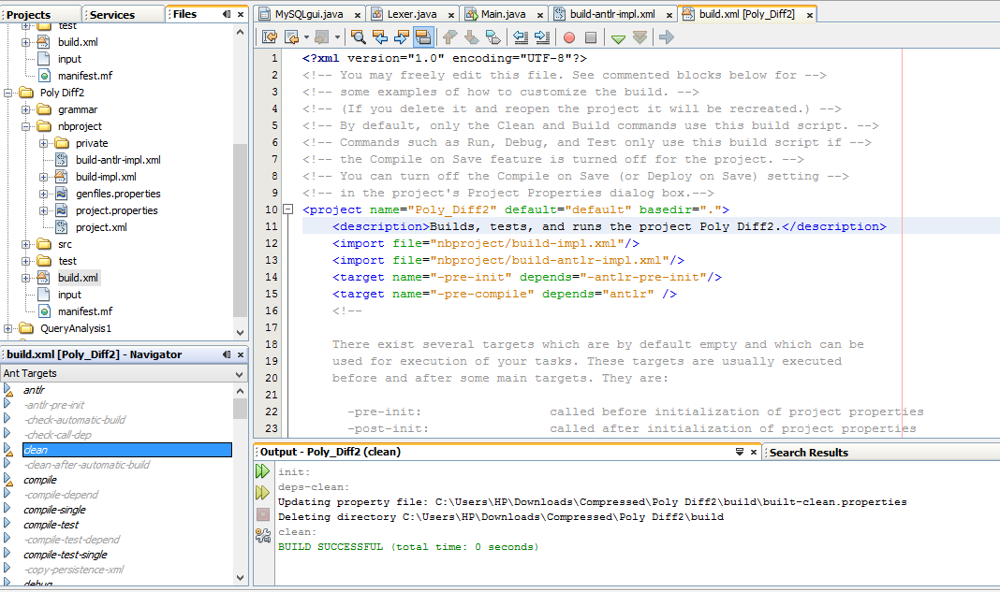 Projects
Services
Files
test
build.xml
input
manifest.mf
Poly Diff2
grammar
nbproject
private
build-antlr-impl.xml
build-impl.xml
genfiles.properties
project.properties
project.xml
src
test
build.xml
input
manifest.mf
QueryAnalysis1
build.xml [Poly_Diff2] - Navigator
Ant Targets
antlr
-antlr-pre-init
-check-automatic-build
-check-call-dep
clean
-clean-after-automatic-build
compile
-compile-depend
compile-single
compile-test
-compile-test-depend
compile-test-single
-copy-persistence-xml
debug
MySQLgui.java
Lexer.java
Main.java
build-antlr-impl.xml
build.xml [Poly_Diff2]
1 <?xml version="1.0" encoding="UTF-8"?>
2 <!-- You may freely edit this file. See commented blocks below for -->
3 <!-- some examples of how to customize the build. -->
4 <!-- (If you delete it and reopen the project it will be recreated.) -->
5 <!-- By default, only the Clean and Build commands use this build script. -->
6 <!-- Commands such as Run, Debug, and Test only use this build script if -->
7 <!-- the Compile on Save feature is turned off for the project. -->
8 <!-- You can turn off the Compile on Save (or Deploy on Save) setting -->
9 <!-- in the project's Project Properties dialog box.-->
10 <project name="Poly_Diff2" default="default" basedir=".">
11 <description>Builds, tests, and runs the project Poly Diff2.</description>
12 <import file="nbproject/build-impl.xml"/>
13 <import file="nbproject/build-antlr-impl.xml"/>
14 <target name="-pre-init" depends="-antlr-pre-init"/>
15 <target name="-pre-compile" depends="antlr" />
16 <!--
17
18 There exist several targets which are by default empty and which can be
19 used for execution of your tasks. These targets are usually executed
20 before and after some main targets. They are:
21
22 -pre-init: called before initialization of project properties
23 -post-init: called after initialization of project properties
Output - Poly_Diff2 (clean)
Search Results
init:
deps-clean:
Updating property file: C:\Users\HP\Downloads\Compressed\Poly Diff2\build\built-clean.properties
Deleting directory C:\Users\HP\Downloads\Compressed\Poly Diff2\build
clean:
BUILD SUCCESSFUL (total time: 0 seconds)